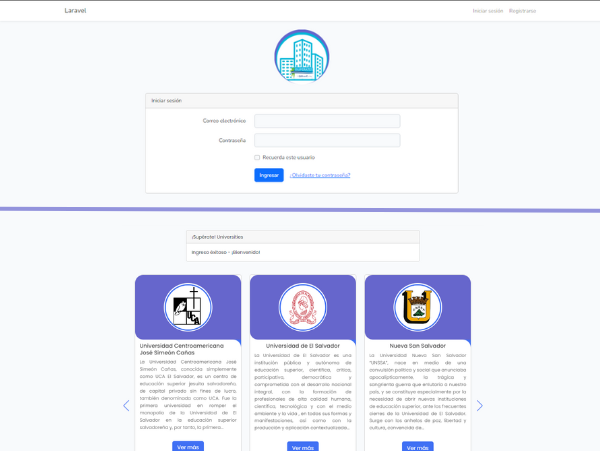 Laravel
Iniciar sesión Registrarse
Iniciar sesión
Correo electrónico
Contraseña
Recuerda este usuario
Ingresar ¿Olvidaste tu contraseña?
¡Supérate! Universities
Ingreso éxitoso - ¡Bienvenido!
UCA
Universidad Centroamericana
José Simeón Cañas
La Universidad Centroamericana José
Simeón Cañas, conocida simplemente
como UCA El Salvador, es un centro de
educación superior jesuita salvadoreño,
de capital privado sin fines de lucro,
también denominado como UCA. Fue la
primera universidad en romper el
monopolio de la Universidad de El
Salvador en la educación superior
salvadoreña y, por tanto, la primera...
Ver más
Universidad de El Salvador
La Universidad de El Salvador es una
institución pública y autónoma de
educación superior, científica, crítica,
participativa, democrática y
comprometida con el desarrollo nacional
integral, con la formación de
profesionales de alta calidad humana,
científica, tecnológica y con el medio
ambiente y la vida, en todas sus formas y
manifestaciones, así como con la
producción y aplicación contextualizada...
Ver más
Nueva San Salvador
La Universidad Nueva San Salvador
"UNSSA", nace en medio de una
convulsión política y social que enunciaba
apocalípticamente la trágica y
sangrienta guerra que enlutaría a nuestro
país, y se constituye especialmente por la
necesidad de abrir nuevas instituciones
de educación superior, ante los frecuentes
cierres de la Universidad de El Salvador.
Surge con los anhelos de paz, libertad y
cultura, convencida de...
Ver más